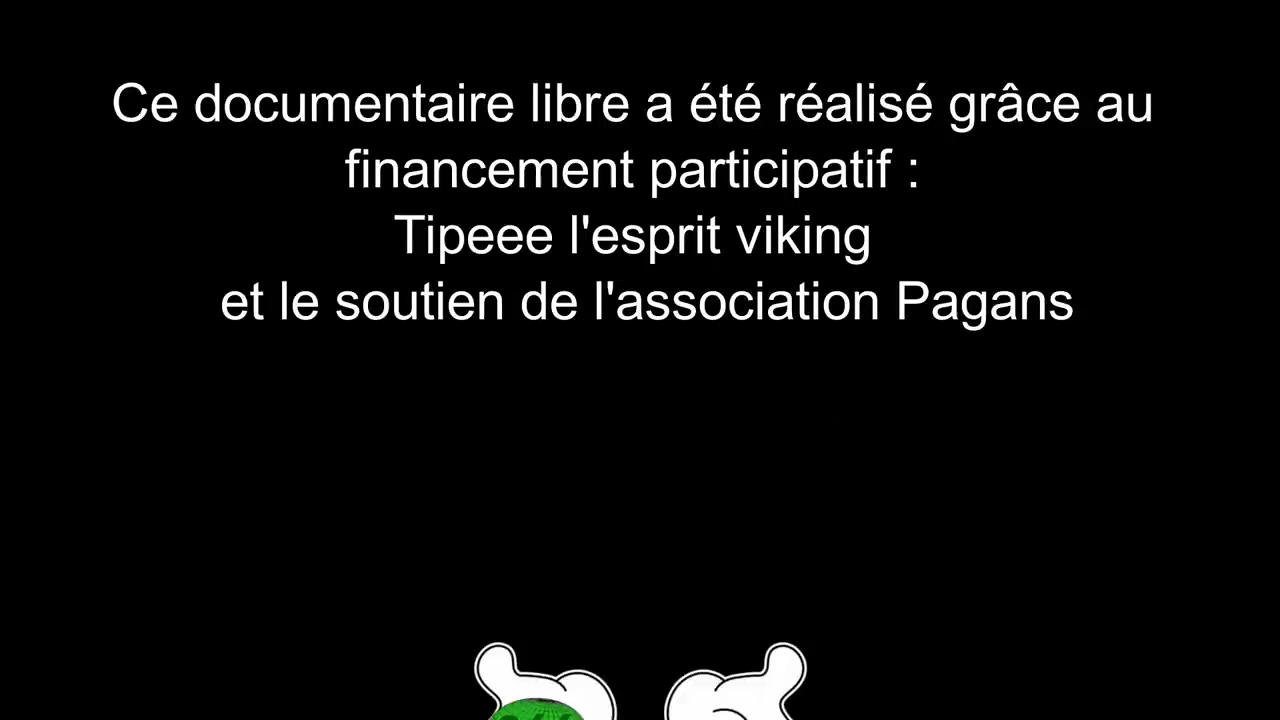 Ce documentaire libre a été réalisé grâce au
financement participatif :
Tipeee l'esprit viking
et le soutien de l'association Pagans